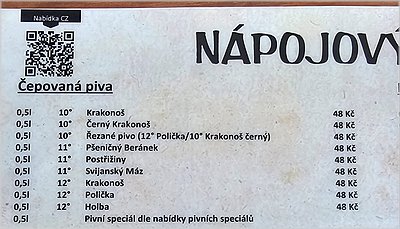 Nabídka CZ
NÁPOJOVÝ
Čepovaná piva
0,5l 10° Krakonoš 48 Kč
0,5l 10° Černý Krakonoš 48 Kč
0,5l 10° Řezané pivo (12° Polička/10° Krakonoš černý) 48 Kč
0,5l 11° Pšeničný Beránek 48 Kč
0,5l 11° Postřižiny 48 Kč
0,5l 11° Svijanský Máz 48 Kč
0,5l 12° Krakonoš 48 Kč
0,5l 12° Polička 48 Kč
0,5l 12° Holba 48 Kč
0,5l Pivní speciál dle nabídky pivních speciálů